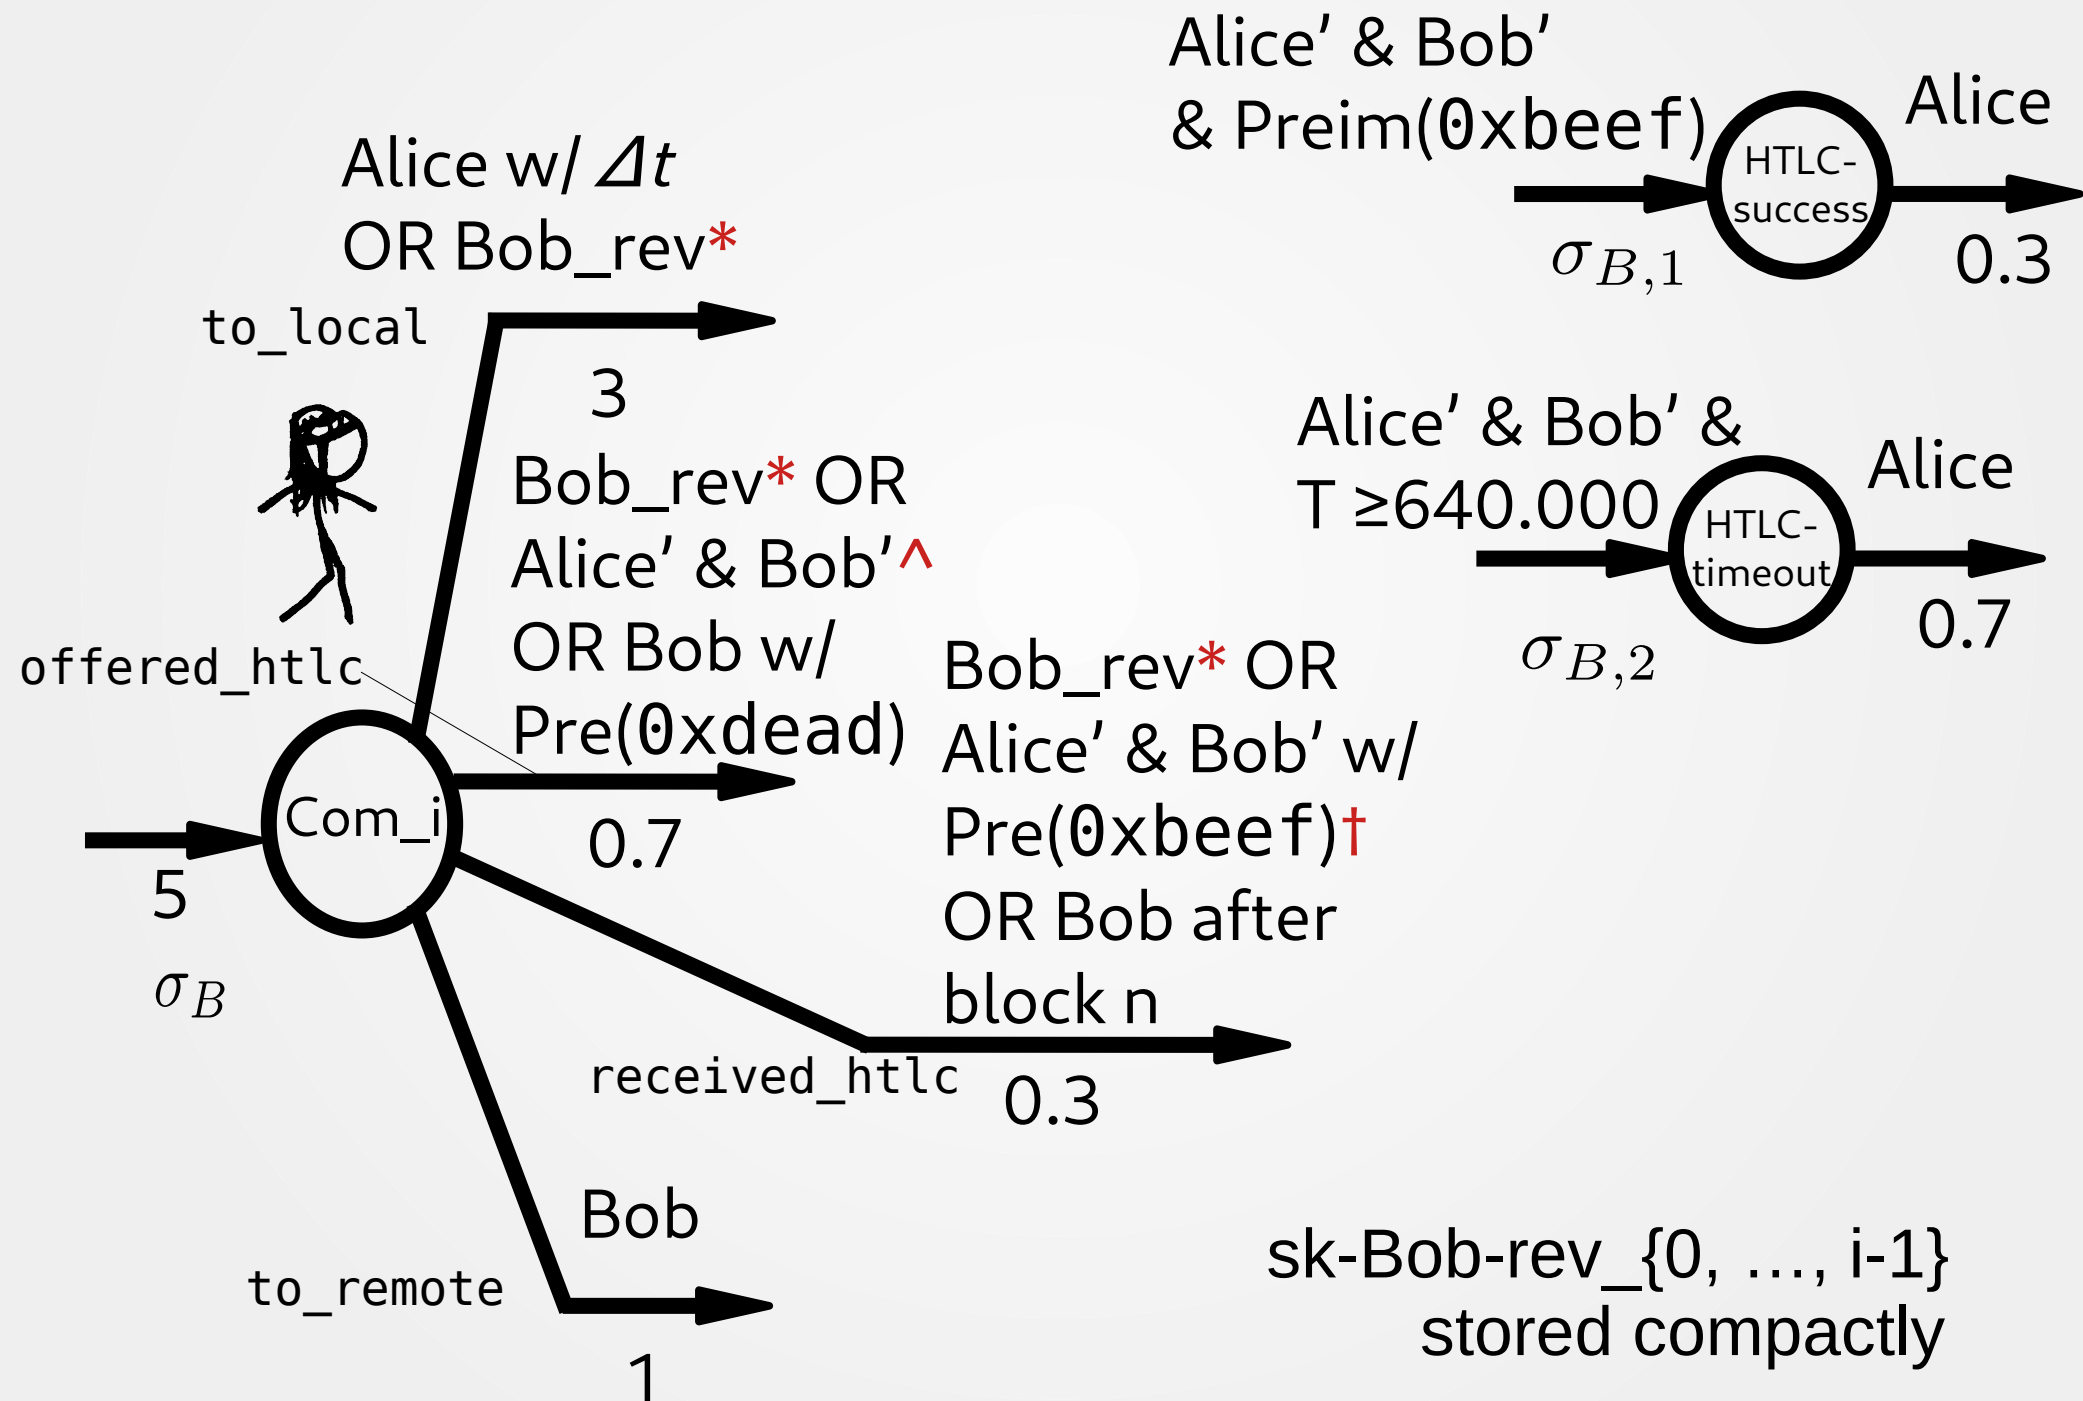 Alice’ & Bob’
& Preim(0xbeef)
HTLC-
success
Alice
σ_{B,1}
0.3
Alice w/ Δt
OR Bob_rev*
to_local
3
Alice’ & Bob’ &
T ≥640.000
HTLC-
timeout
Alice
σ_{B,2}
0.7
Bob_rev* OR
Alice’ & Bob’^
OR Bob w/
Pre(0xdead)
offered_htlc
0.7
Com_i
5
σ_B
Bob_rev* OR
Alice’ & Bob’ w/
Pre(0xbeef)†
OR Bob after
block n
received_htlc
0.3
Bob
to_remote
1
sk-Bob-rev_{0, …, i-1}
stored compactly